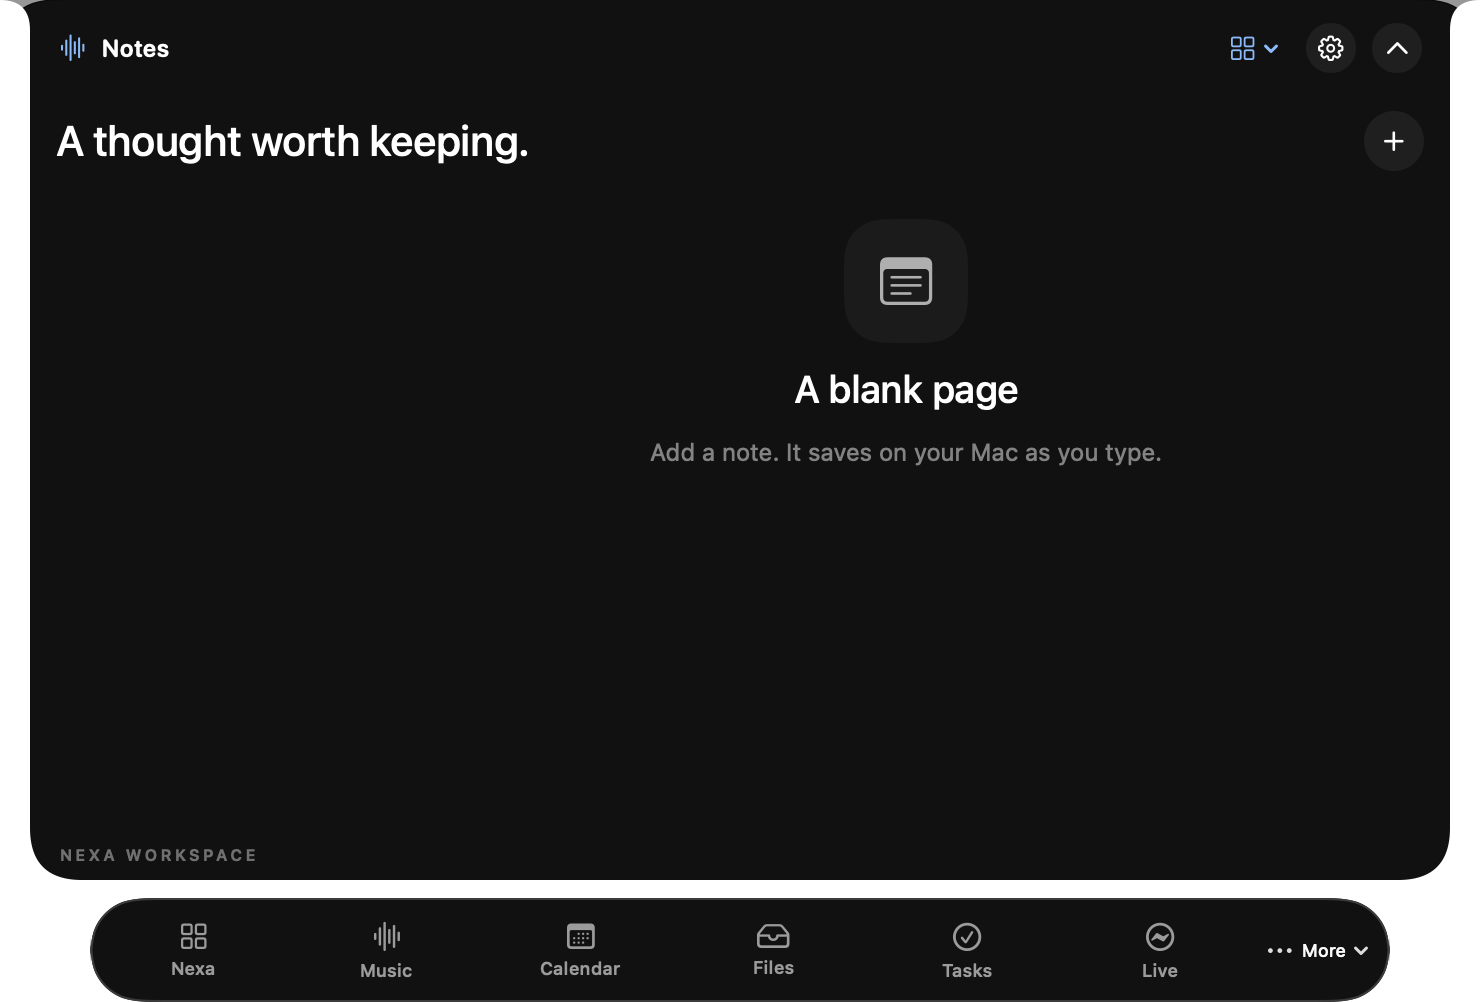 Notes
A thought worth keeping.
A blank page
Add a note. It saves on your Mac as you type.
NEXA WORKSPACE
Nexa
Music
Calendar
Files
Tasks
Live
More